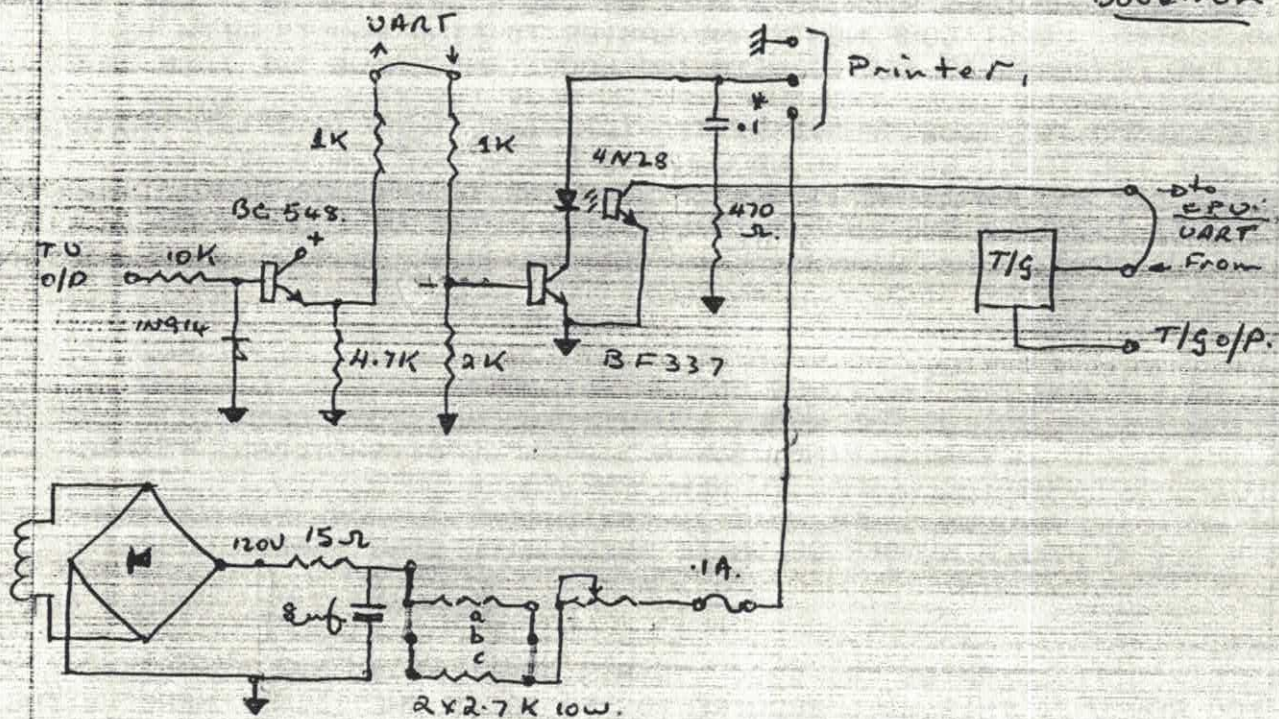 UART
Printer,
1K
1K
*
.1
4N28
BC 548.
+
470
Ω.
→ to
CPU.
UART
← From
T U
O/P
10K
T/g
1N914
4.7K
2K
BF337
T/g o/P.
120V 15Ω
.1A.
8uf
a
b
c
2 x 2.7K 10W.